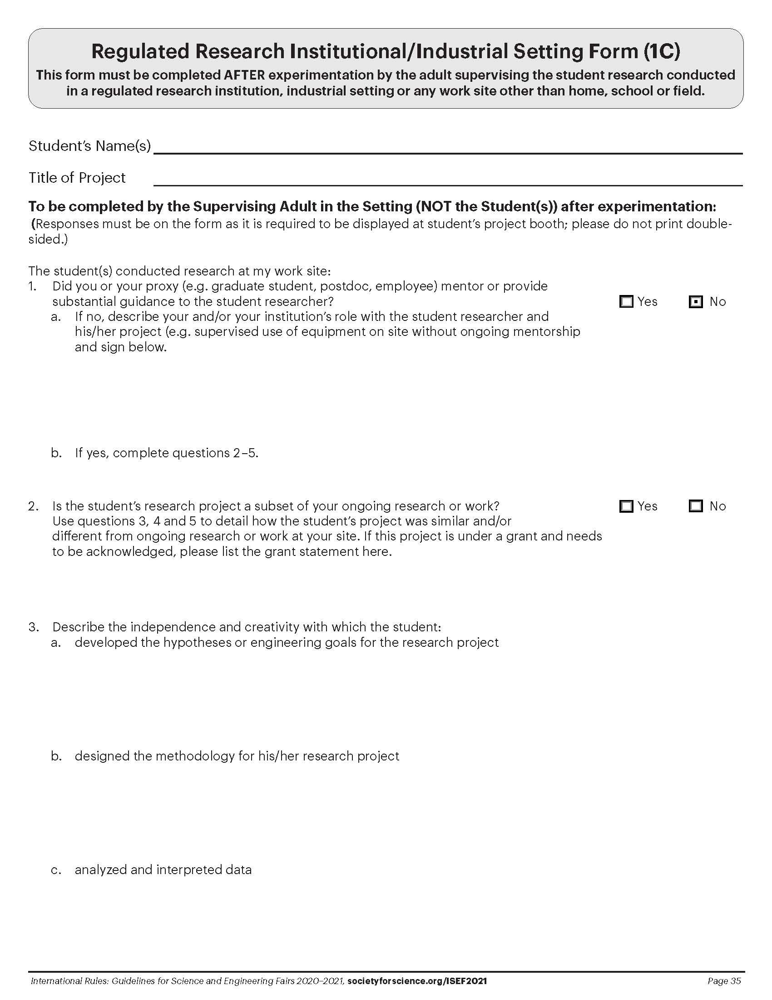 Regulated Research Institutional/Industrial Setting Form (1C)
This form must be completed AFTER experimentation by the adult supervising the student research conducted
in a regulated research institution, industrial setting or any work site other than home, school or field.
Student's Name(s)
Title of Project
To be completed by the Supervising Adult in the Setting (NOT the Student(s)) after experimentation:
(Responses must be on the form as it is required to be displayed at student's project booth; please do not print double-
sided.)
The student(s) conducted research at my work site:
1. Did you or your proxy (e.g. graduate student, postdoc, employee) mentor or provide
substantial guidance to the student researcher? Yes No
a. If no, describe your and/or your institution's role with the student researcher and
his/her project (e.g. supervised use of equipment on site without ongoing mentorship
and sign below.
b. If yes, complete questions 2–5.
2. Is the student's research project a subset of your ongoing research or work? Yes No
Use questions 3, 4 and 5 to detail how the student's project was similar and/or
different from ongoing research or work at your site. If this project is under a grant and needs
to be acknowledged, please list the grant statement here.
3. Describe the independence and creativity with which the student:
a. developed the hypotheses or engineering goals for the research project
b. designed the methodology for his/her research project
c. analyzed and interpreted data
International Rules: Guidelines for Science and Engineering Fairs 2020–2021, societyforscience.org/ISEF2021 Page 35